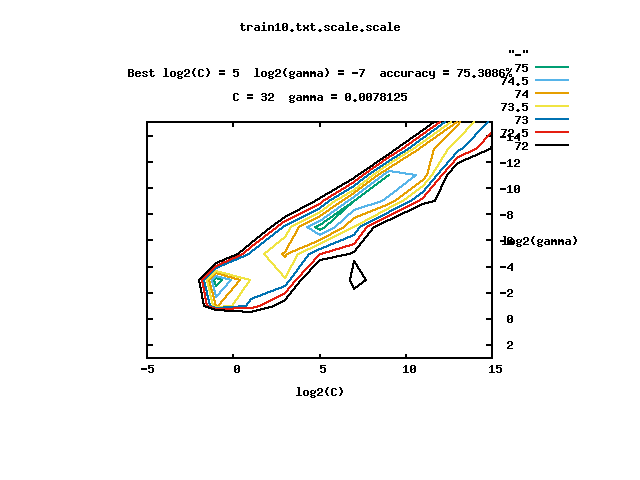 train10.txt.scale.scale
"-"
Best log2(C) = 5  log2(gamma) = -7  accuracy = 75.3086%
75
74.5
74
73.5
73
72.5
72
C = 32  gamma = 0.0078125
-14
-12
-10
-8
-6
log2(gamma)
-4
-2
0
2
-5 0 5 10 15
log2(C)